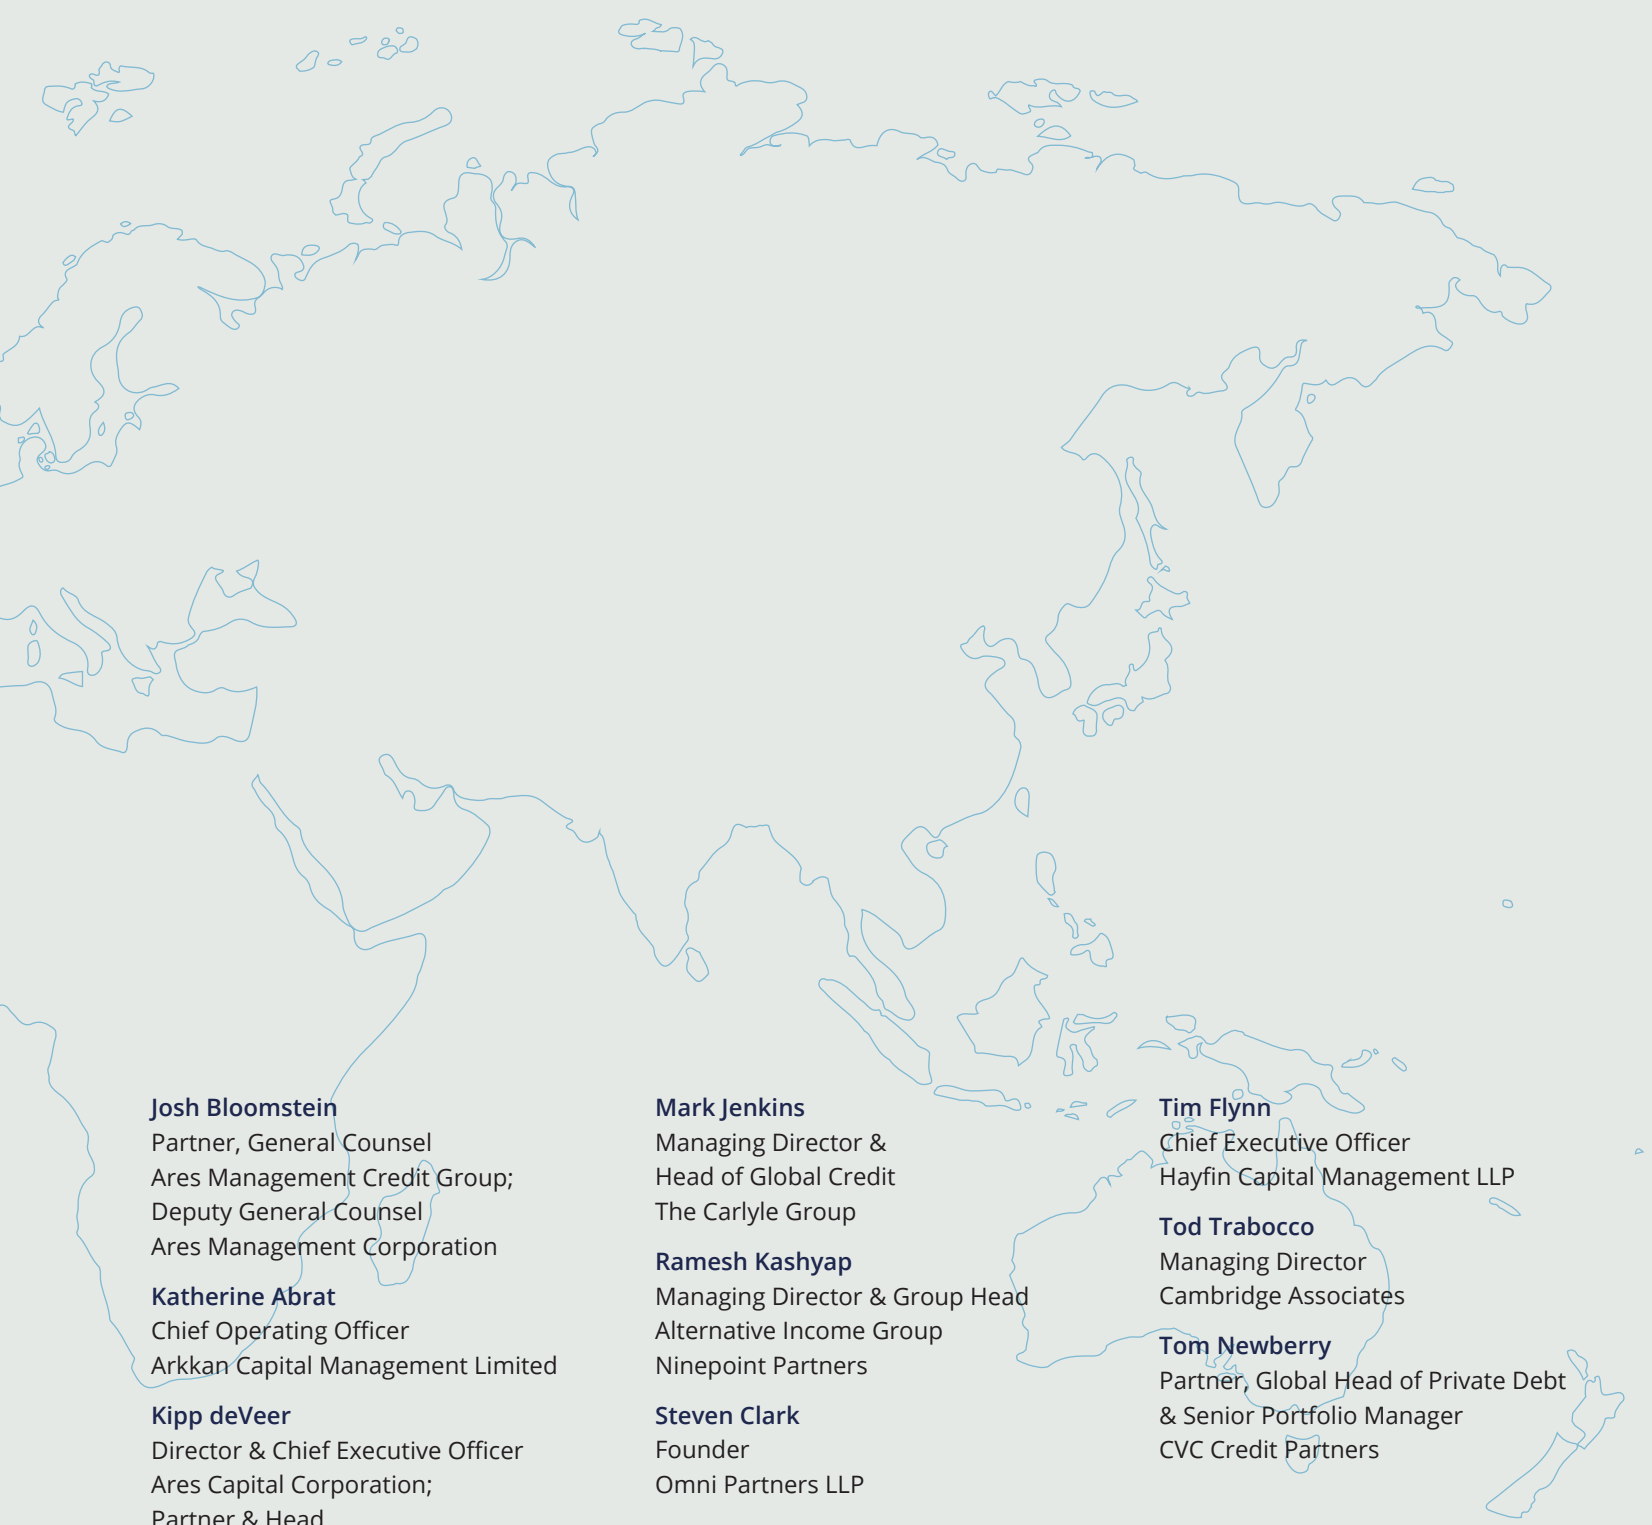 Josh Bloomstein
Partner, General Counsel
Ares Management Credit Group;
Deputy General Counsel
Ares Management Corporation
Katherine Abrat
Chief Operating Officer
Arkkan Capital Management Limited
Kipp deVeer
Director & Chief Executive Officer
Ares Capital Corporation;
Partner & Head
Mark Jenkins
Managing Director &
Head of Global Credit
The Carlyle Group
Ramesh Kashyap
Managing Director & Group Head
Alternative Income Group
Ninepoint Partners
Steven Clark
Founder
Omni Partners LLP
Tim Flynn
Chief Executive Officer
Hayfin Capital Management LLP
Tod Trabocco
Managing Director
Cambridge Associates
Tom Newberry
Partner, Global Head of Private Debt
& Senior Portfolio Manager
CVC Credit Partners